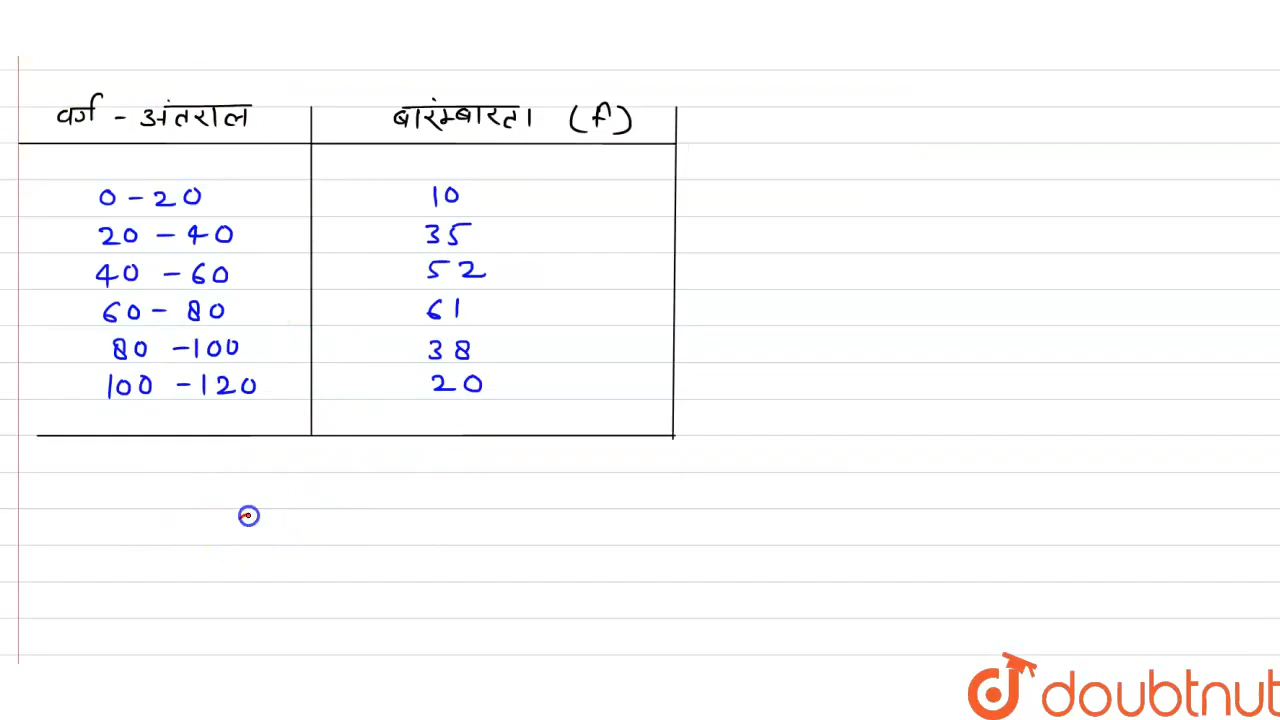 वर्ग - अंतराल बारंम्बारता (f)
0 - 20 10
20 - 40 35
40 - 60 52
60 - 80 61
80 - 100 38
100 - 120 20
doubtnut